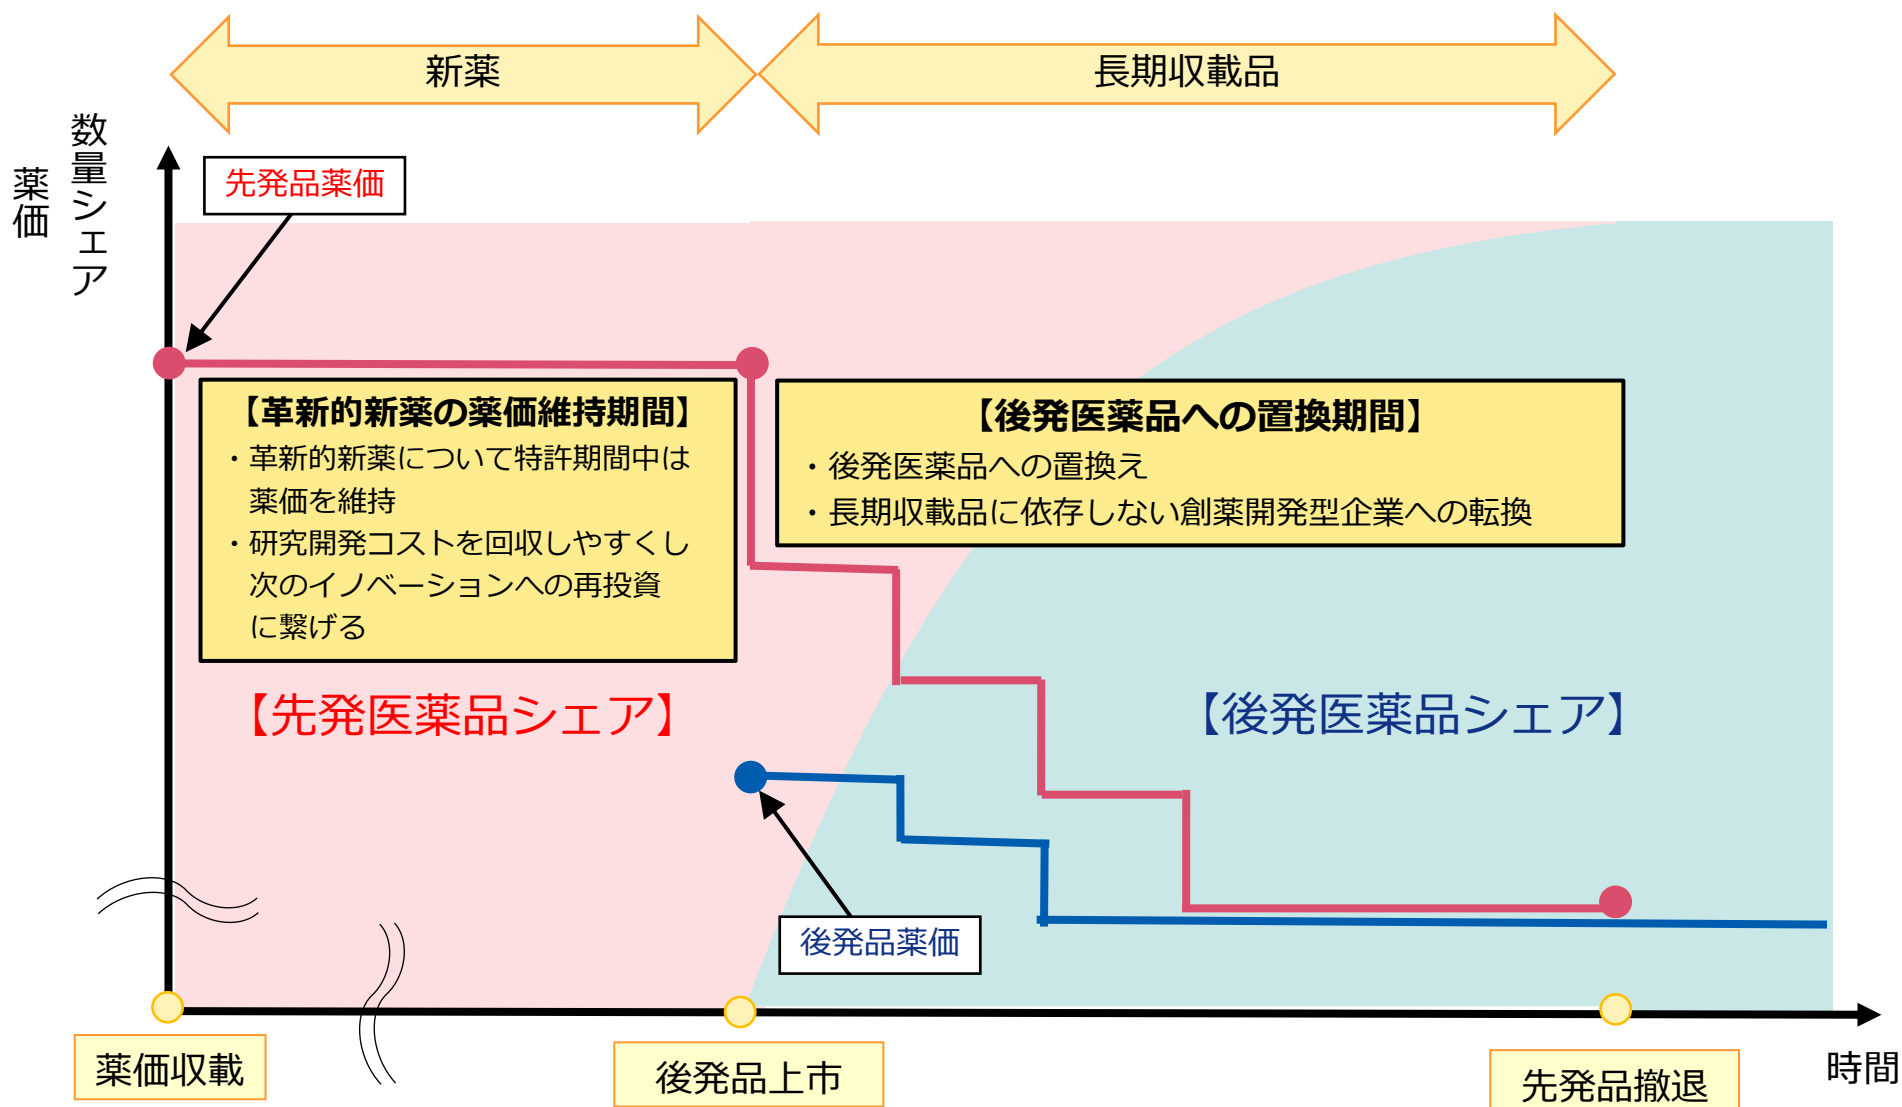 新薬
長期収載品
数量シェア
薬価
先発品薬価
【革新的新薬の薬価維持期間】
・革新的新薬について特許期間中は
薬価を維持
・研究開発コストを回収しやすくし
次のイノベーションへの再投資
に繋げる
【後発医薬品への置換期間】
・後発医薬品への置換え
・長期収載品に依存しない創薬開発型企業への転換
【先発医薬品シェア】
【後発医薬品シェア】
後発品薬価
薬価収載
後発品上市
先発品撤退
時間